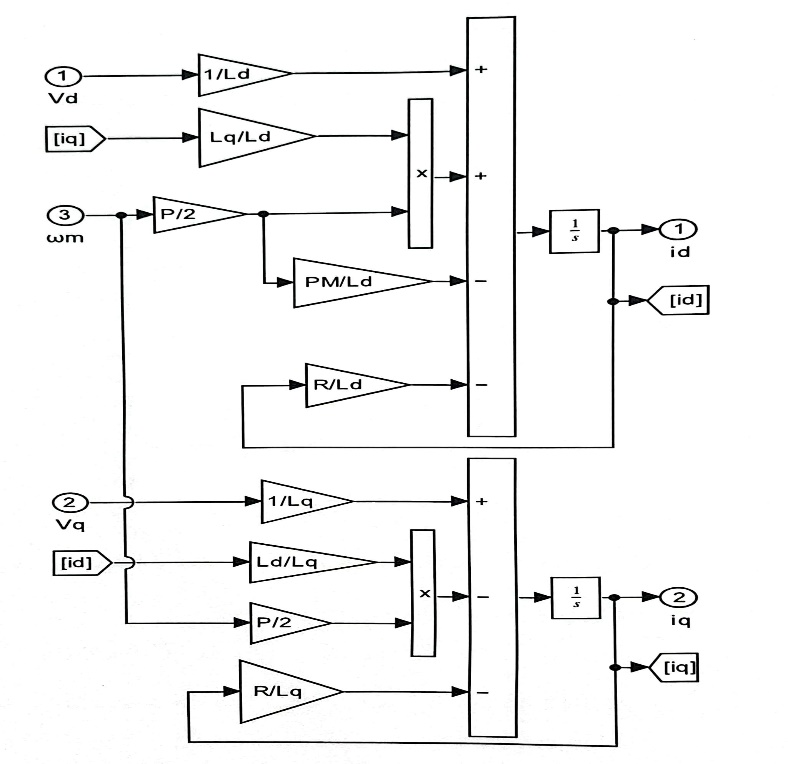 1
Vd
1/Ld
+
[iq]
Lq/Ld
x
+
3
ωm
P/2
1
s
1
id
PM/Ld
−
[id]
R/Ld
−
2
Vq
1/Lq
+
[id]
Ld/Lq
x
−
1
s
2
iq
P/2
[iq]
R/Lq
−